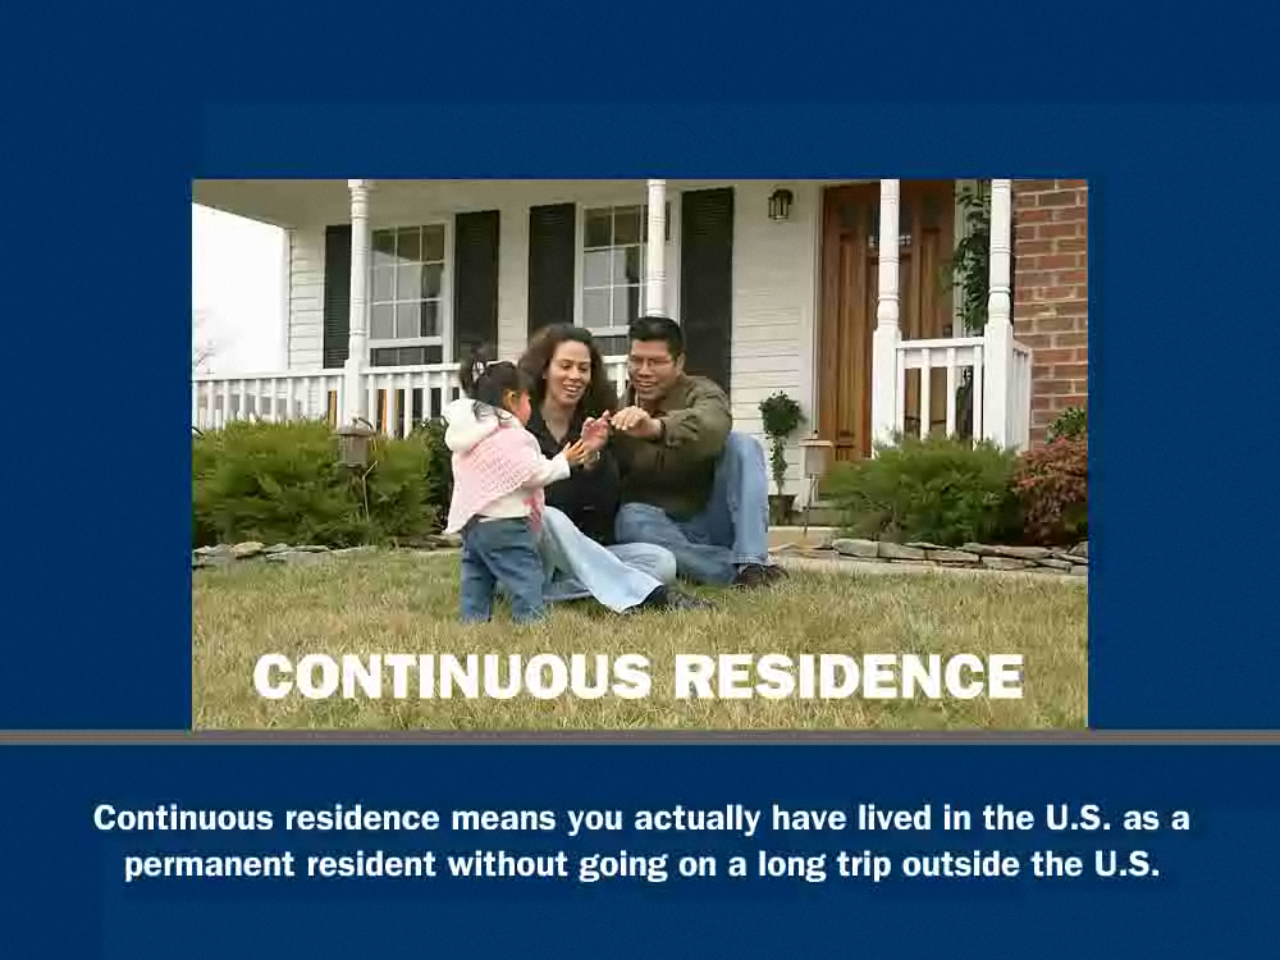 CONTINUOUS RESIDENCE
Continuous residence means you actually have lived in the U.S. as a
permanent resident without going on a long trip outside the U.S.